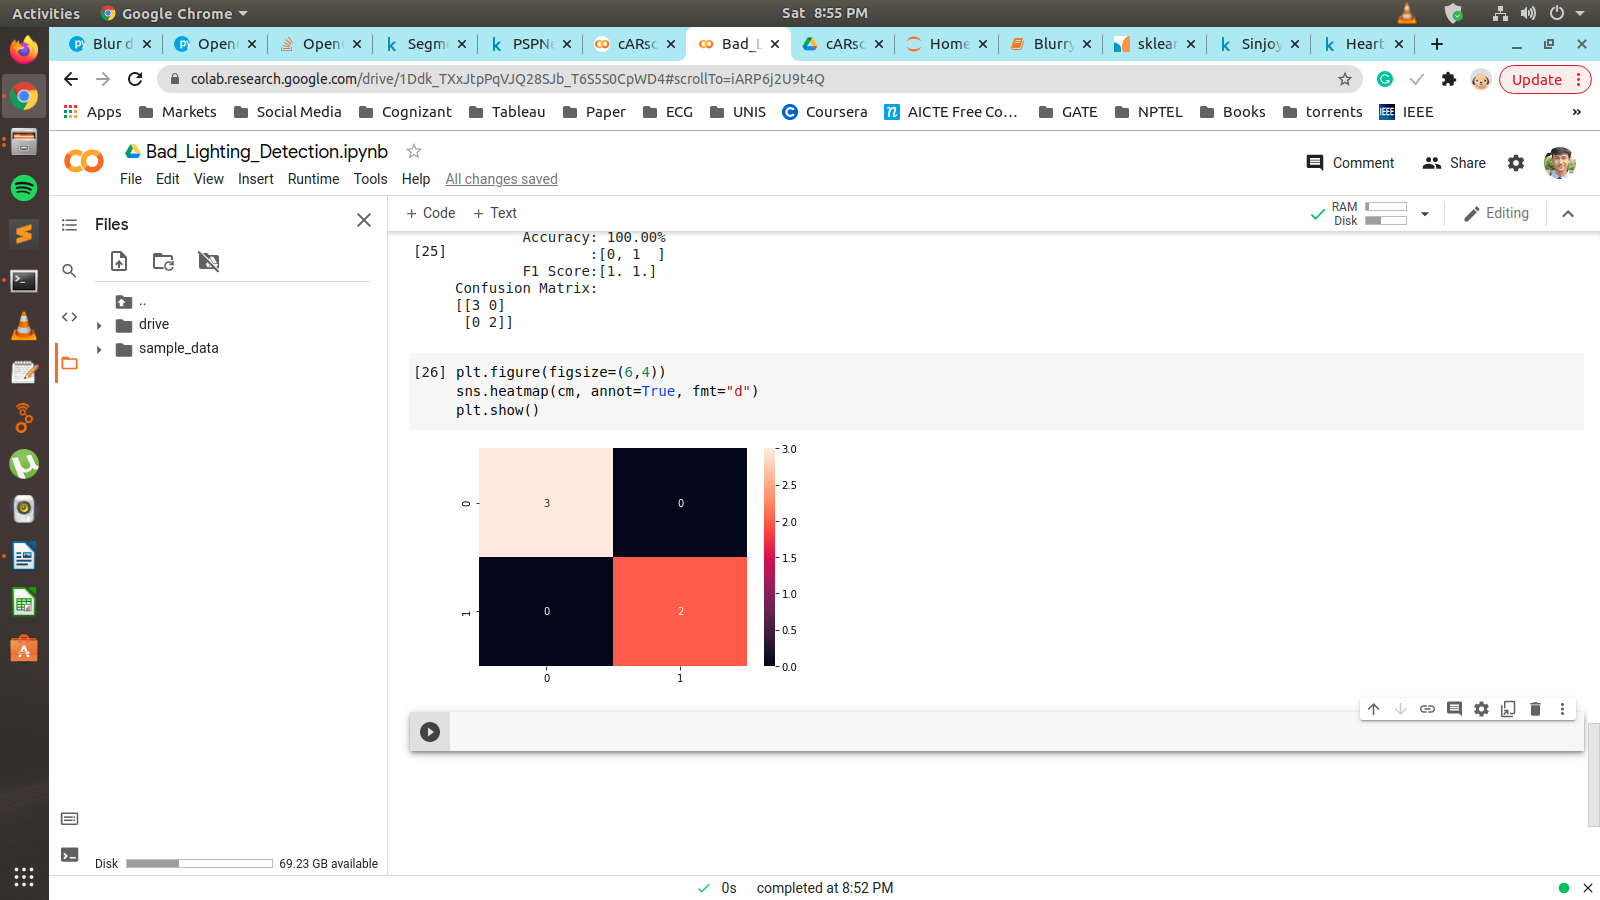 Activities
Google Chrome
Sat 8:55 PM
Blur d
Open
Open
Segm
PSPN
cARsc
Bad_L
cARsc
Home
Blurry
sklear
Sinjoy
Heart
colab.research.google.com/drive/1Ddk_TXxJtpPqVJQ28SJb_T6S5S0CpWD4#scrollTo=iARP6j2U9t4Q
Update
Apps
Markets
Social Media
Cognizant
Tableau
Paper
ECG
UNIS
Coursera
AICTE Free Co...
GATE
NPTEL
Books
torrents
IEEE
»
Bad_Lighting_Detection.ipynb
Comment
Share
File Edit View Insert Runtime Tools Help All changes saved
Files
+ Code + Text
RAM
Disk
Editing
..
drive
sample_data
[25]
Accuracy: 100.00%
:[0, 1 ]
F1 Score:[1. 1.]
Confusion Matrix:
[[3 0]
[0 2]]
[26] plt.figure(figsize=(6,4))
sns.heatmap(cm, annot=True, fmt="d")
plt.show()
3.0
2.5
2.0
1.5
1.0
0.5
0.0
0
3
0
1
0
2
0
1
Disk
69.23 GB available
0s completed at 8:52 PM